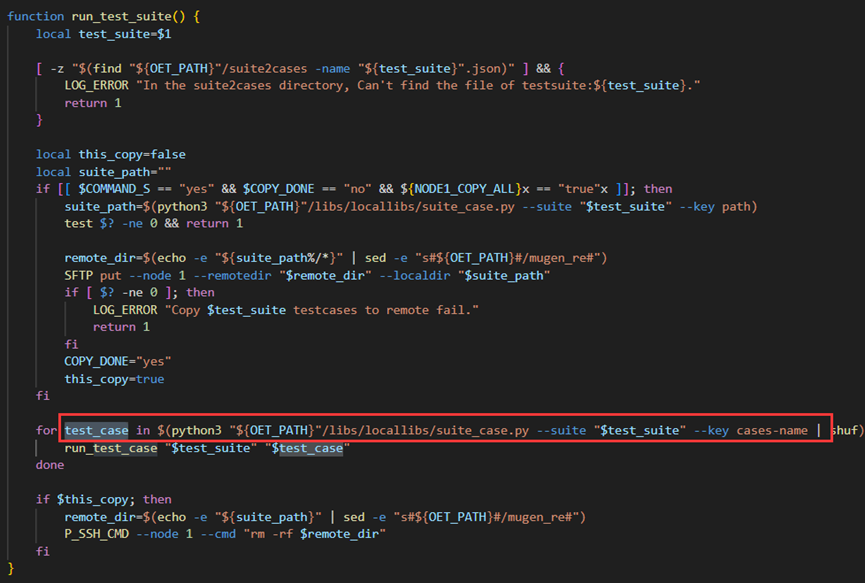 function run_test_suite() {
    local test_suite=$1

    [ -z "$(find "${OET_PATH}"/suite2cases -name "${test_suite}".json)" ] && {
        LOG_ERROR "In the suite2cases directory, Can't find the file of testsuite:${test_suite}."
        return 1
    }

    local this_copy=false
    local suite_path=""
    if [[ $COMMAND_S == "yes" && $COPY_DONE == "no" && ${NODE1_COPY_ALL}x == "true"x ]]; then
        suite_path=$(python3 "${OET_PATH}"/libs/locallibs/suite_case.py --suite "$test_suite" --key path)
        test $? -ne 0 && return 1

        remote_dir=$(echo -e "${suite_path%/*}" | sed -e "s#${OET_PATH}#/mugen_re#")
        SFTP put --node 1 --remotedir "$remote_dir" --localdir "$suite_path"
        if [ $? -ne 0 ]; then
            LOG_ERROR "Copy $test_suite testcases to remote fail."
            return 1
        fi
        COPY_DONE="yes"
        this_copy=true
    fi

    for test_case in $(python3 "${OET_PATH}"/libs/locallibs/suite_case.py --suite "$test_suite" --key cases-name | shuf)
        run_test_case "$test_suite" "$test_case"
    done

    if $this_copy; then
        remote_dir=$(echo -e "${suite_path}" | sed -e "s#${OET_PATH}#/mugen_re#")
        P_SSH_CMD --node 1 --cmd "rm -rf $remote_dir"
    fi
}